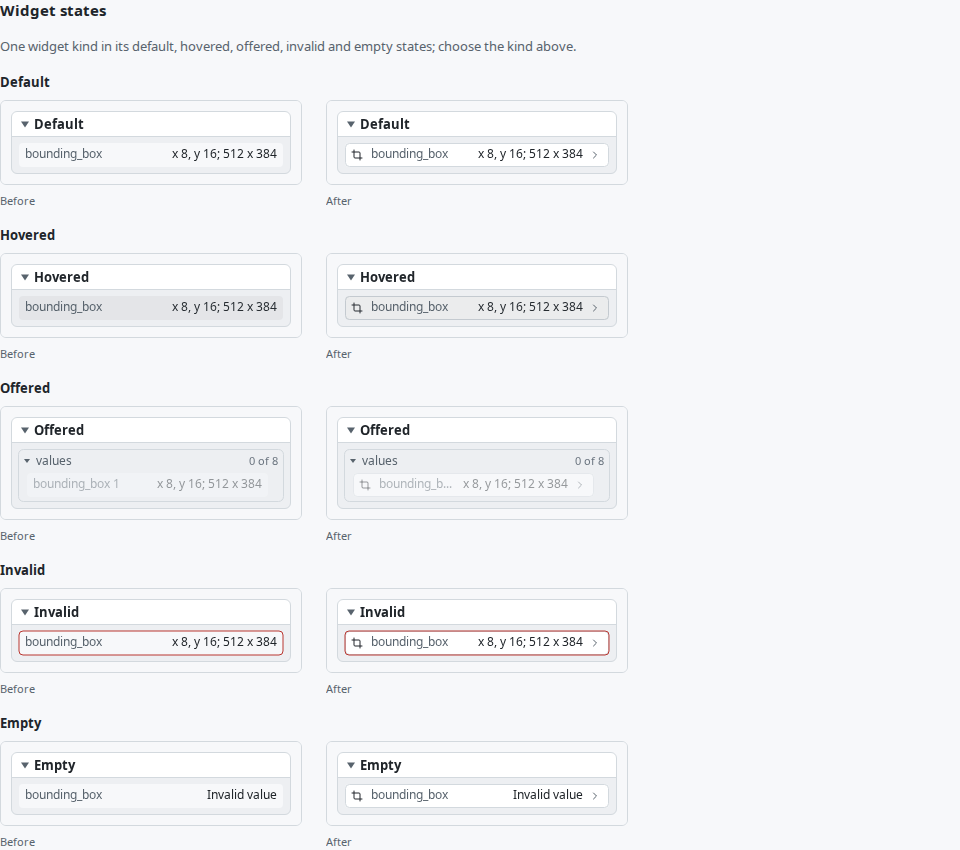 Widget states
One widget kind in its default, hovered, offered, invalid and empty states; choose the kind above.
Default
Default
bounding_box x 8, y 16; 512 x 384
Before
Default
bounding_box x 8, y 16; 512 x 384
After
Hovered
Hovered
bounding_box x 8, y 16; 512 x 384
Before
Hovered
bounding_box x 8, y 16; 512 x 384
After
Offered
Offered
values 0 of 8
bounding_box 1 x 8, y 16; 512 x 384
Before
Offered
values 0 of 8
bounding_b... x 8, y 16; 512 x 384
After
Invalid
Invalid
bounding_box x 8, y 16; 512 x 384
Before
Invalid
bounding_box x 8, y 16; 512 x 384
After
Empty
Empty
bounding_box Invalid value
Before
Empty
bounding_box Invalid value
After